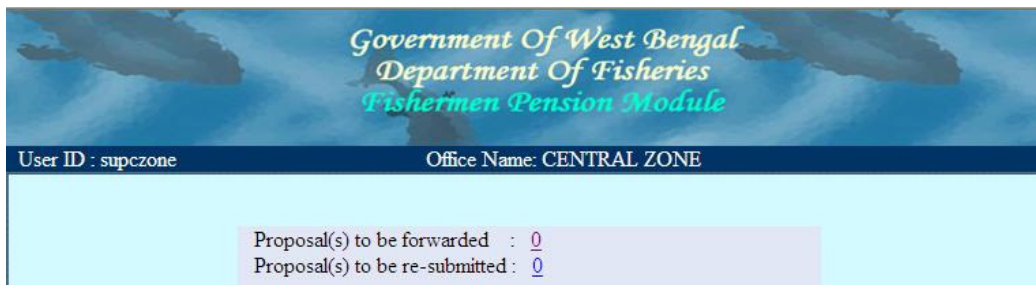 Government Of West Bengal
Department Of Fisheries
Fishermen Pension Module
User ID : supczone Office Name: CENTRAL ZONE
Proposal(s) to be forwarded : 0
Proposal(s) to be re-submitted : 0